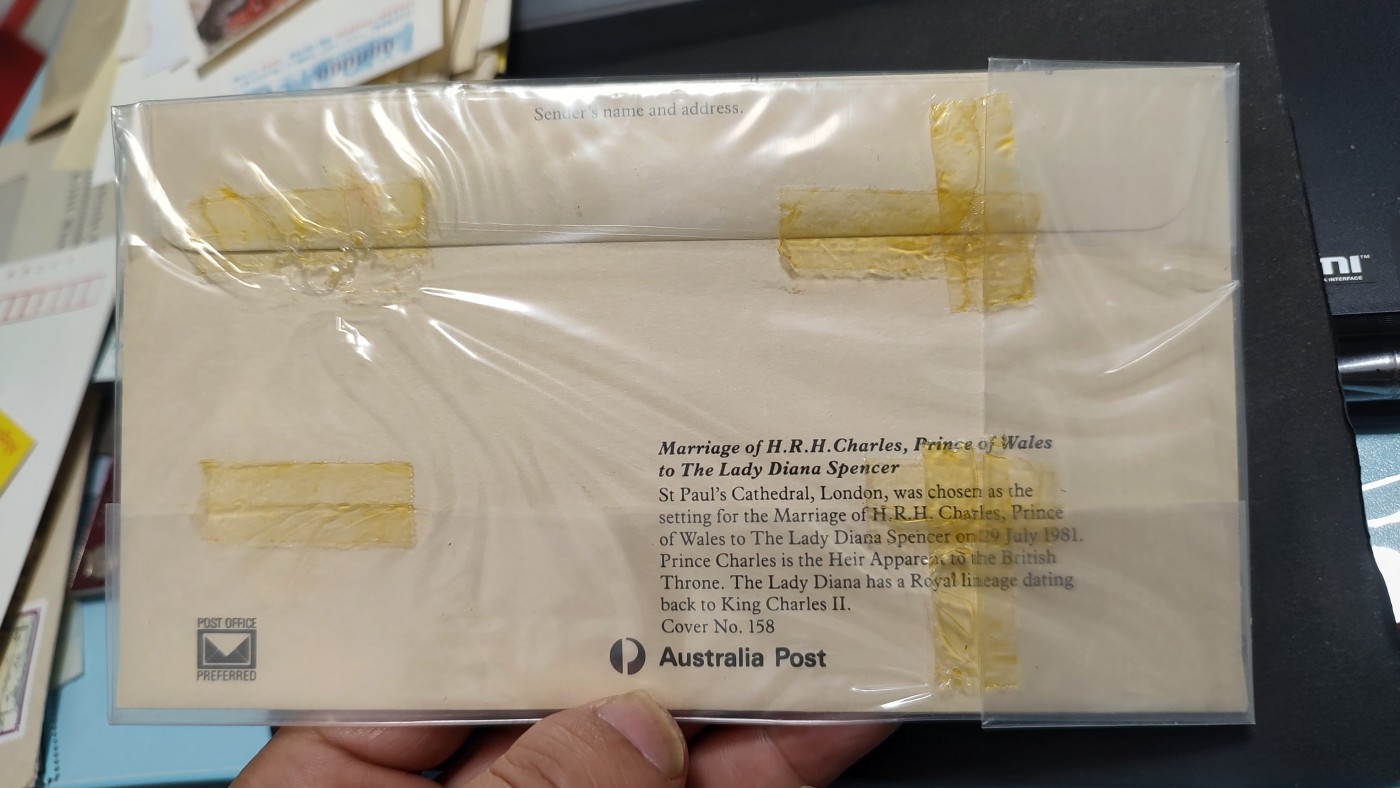 000000
Sender's name and address.
MI™
INTERFACE
Marriage of H.R.H. Charles, Prince of Wales
to The Lady Diana Spencer
St Paul's Cathedral, London, was chosen as the
setting for the Marriage of H.R.H. Charles, Prince
of Wales to The Lady Diana Spencer on 29 July 1981.
Prince Charles is the Heir Apparent to the British
Throne. The Lady Diana has a Royal lineage dating
back to King Charles II.
Cover No. 158
POST OFFICE
PREFERRED
Australia Post